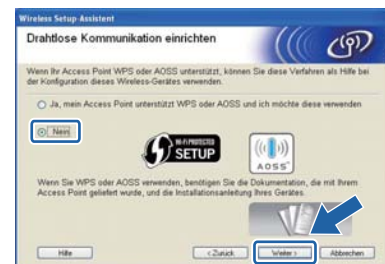 Wireless Setup-Assistent
Drahtlose Kommunikation einrichten
Wenn Ihr Access Point WPS oder AOSS unterstützt, können Sie diese Verfahren als Hilfe bei
der Konfiguration dieses Wireless-Gerätes verwenden.
Ja, mein Access Point unterstützt WPS oder AOSS und ich möchte diese verwenden
Nein
Wi-Fi PROTECTED
SETUP
AOSS
Wenn Sie WPS oder AOSS verwenden, benötigen Sie die Dokumentation, die mit Ihrem
Access Point geliefert wurde, und die Installationsanleitung Ihres Gerätes.
Hilfe
< Zurück
Weiter >
Abbrechen